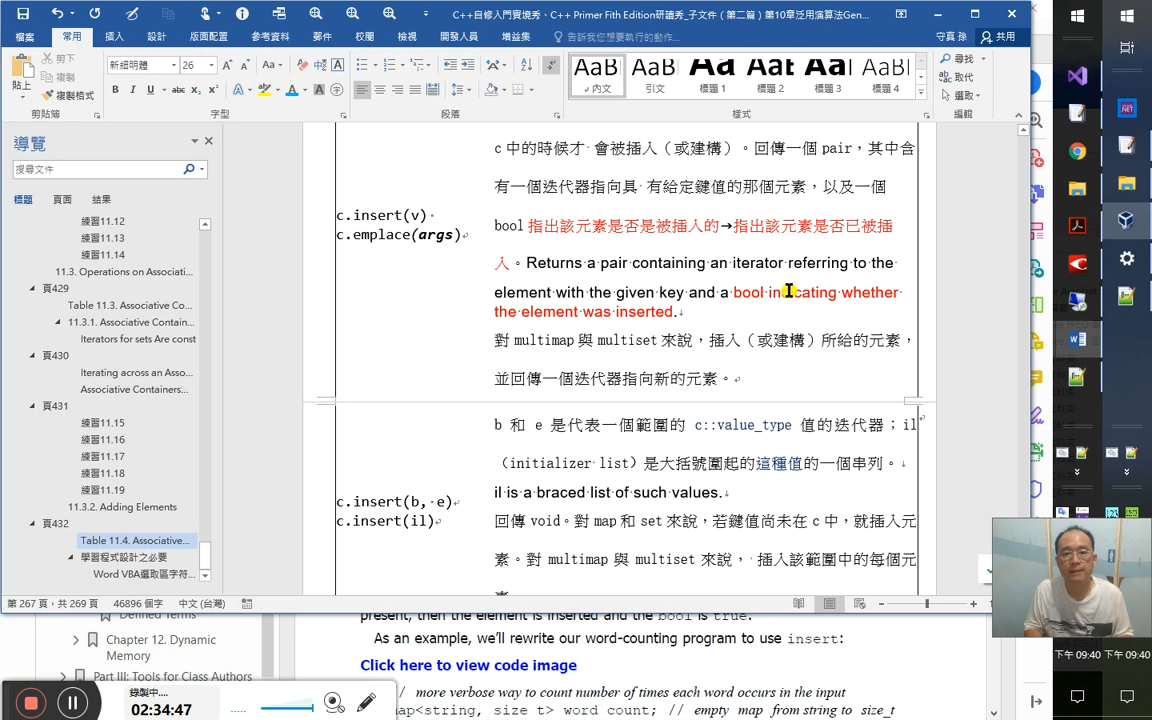 C++自修入門實境秀、C++ Primer Fith Edition研讀秀_子文件（第二篇）第10章泛用演算法Gen...
檔案 常用 插入 設計 版面配置 參考資料 郵件 校閱 檢視 開發人員 增益集 告訴我您想要執行的動作... 守真 孫 共用
剪下
複製
複製格式
貼上
新細明體 26
剪貼簿 字型 段落 樣式 編輯
AaB 內文
AaB 引文
Aa 標題 1
AaB 標題 2
AaB 標題 3
AaBb 標題 4
尋找
取代
選取
導覽
搜尋文件
標題 頁面 結果
練習11.12
練習11.13
練習11.14
11.3. Operations on Associati...
頁429
Table 11.3. Associative Co...
11.3.1. Associative Contain...
Iterators for sets Are const
頁430
Iterating across an Asso...
Associative Containers...
頁431
練習11.15
練習11.16
練習11.17
練習11.18
練習11.19
11.3.2. Adding Elements
頁432
Table 11.4. Associative...
學習程式設計之必要
Word VBA選取區字符...
c 中的時候才 會被插入（或建構）。回傳一個 pair，其中含
有一個迭代器指向具 有給定鍵值的那個元素，以及一個
c.insert(v)
c.emplace(args)
bool 指出該元素是否是被插入的→指出該元素是否已被插
入。Returns a pair containing an iterator referring to the
element with the given key and a bool indicating whether
the element was inserted.
對 multimap 與 multiset 來說，插入（或建構）所給的元素，
並回傳一個迭代器指向新的元素。
b 和 e 是代表一個範圍的 c::value_type 值的迭代器；il
（initializer list）是大括號圍起的這種值的一個串列。
il is a braced list of such values.
c.insert(b, e)
c.insert(il)
回傳 void。對 map 和 set 來說，若鍵值尚未在 c 中，就插入元
素。對 multimap 與 multiset 來說， 插入該範圍中的每個元
第 267 頁，共 269 頁 46896 個字 中文 (台灣)
Defined Terms
Chapter 12. Dynamic
Memory
Part III: Tools for Class Authors
present, then the element is inserted and the bool is true.
As an example, we'll rewrite our word-counting program to use insert:
Click here to view code image
// more verbose way to count number of times each word occurs in the input
map<string, size_t> word_count; // empty map from string to size_t
錄製中....
02:34:47
下午 09:40 下午 09:40